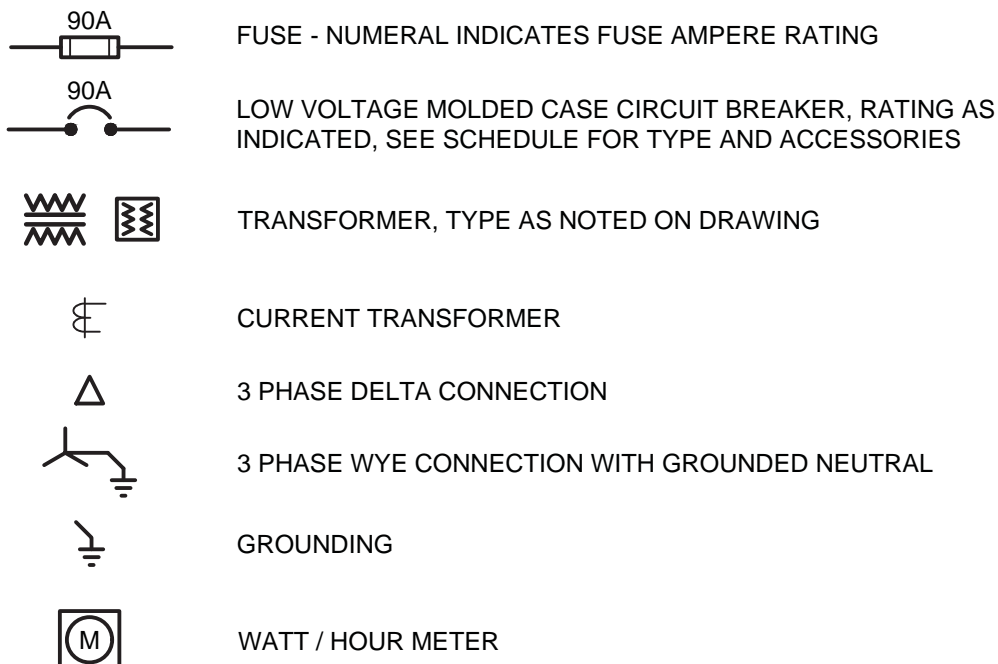 90A
FUSE - NUMERAL INDICATES FUSE AMPERE RATING
90A
LOW VOLTAGE MOLDED CASE CIRCUIT BREAKER, RATING AS
INDICATED, SEE SCHEDULE FOR TYPE AND ACCESSORIES
TRANSFORMER, TYPE AS NOTED ON DRAWING
CURRENT TRANSFORMER
3 PHASE DELTA CONNECTION
3 PHASE WYE CONNECTION WITH GROUNDED NEUTRAL
GROUNDING
M
WATT / HOUR METER